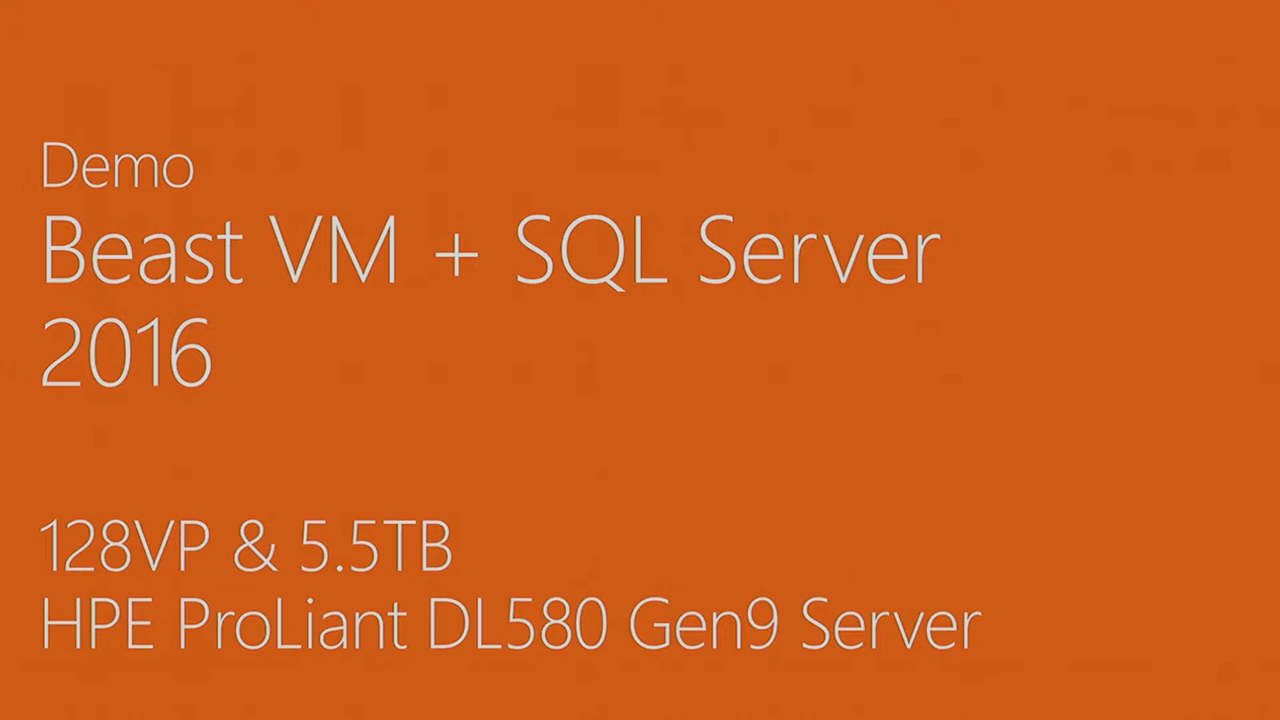 Demo
Beast VM + SQL Server
2016
128VP & 5.5TB
HPE ProLiant DL580 Gen9 Server